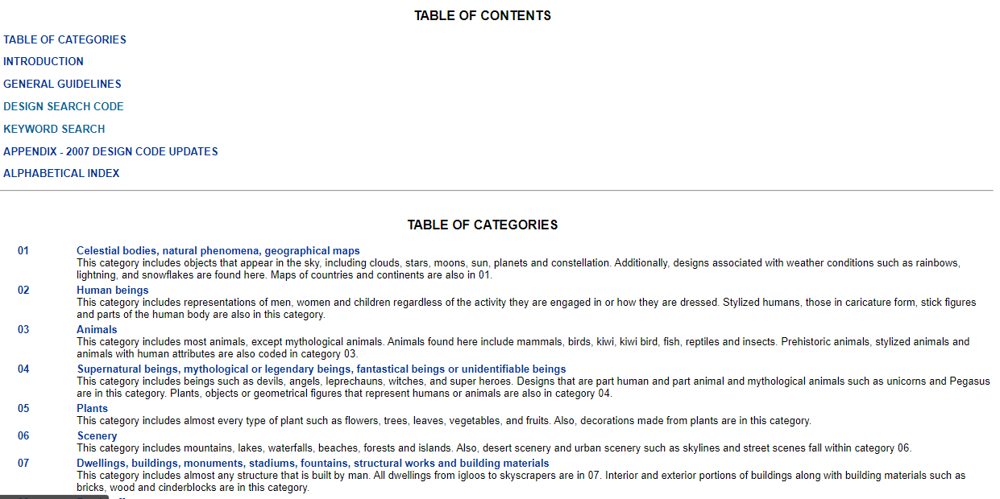 TABLE OF CONTENTS
TABLE OF CATEGORIES
INTRODUCTION
GENERAL GUIDELINES
DESIGN SEARCH CODE
KEYWORD SEARCH
APPENDIX - 2007 DESIGN CODE UPDATES
ALPHABETICAL INDEX
TABLE OF CATEGORIES
01 Celestial bodies, natural phenomena, geographical maps
This category includes objects that appear in the sky, including clouds, stars, moons, sun, planets and constellation. Additionally, designs associated with weather conditions such as rainbows,
lightning, and snowflakes are found here. Maps of countries and continents are also in 01.
02 Human beings
This category includes representations of men, women and children regardless of the activity they are engaged in or how they are dressed. Stylized humans, those in caricature form, stick figures
and parts of the human body are also in this category.
03 Animals
This category includes most animals, except mythological animals. Animals found here include mammals, birds, kiwi, kiwi bird, fish, reptiles and insects. Prehistoric animals, stylized animals and
animals with human attributes are also coded in category 03.
04 Supernatural beings, mythological or legendary beings, fantastical beings or unidentifiable beings
This category includes beings such as devils, angels, leprechauns, witches, and super heroes. Designs that are part human and part animal and mythological animals such as unicorns and Pegasus
are in this category. Plants, objects or geometrical figures that represent humans or animals are also in category 04.
05 Plants
This category includes almost every type of plant such as flowers, trees, leaves, vegetables, and fruits. Also, decorations made from plants are in this category.
06 Scenery
This category includes mountains, lakes, waterfalls, beaches, forests and islands. Also, desert scenery and urban scenery such as skylines and street scenes fall within category 06.
07 Dwellings, buildings, monuments, stadiums, fountains, structural works and building materials
This category includes almost any structure that is built by man. All dwellings from igloos to skyscrapers are in 07. Interior and exterior portions of buildings along with building materials such as
bricks, wood and cinderblocks are in this category.